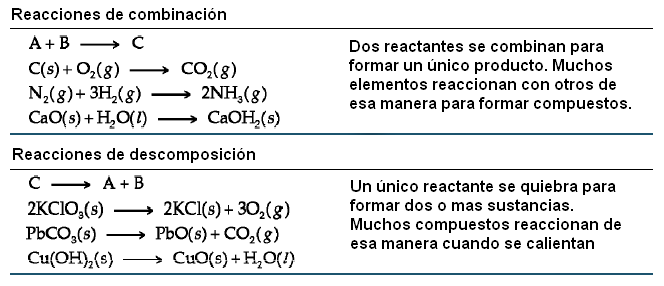 Reacciones de combinación
A + B ⟶ C
C(s) + O₂(g) ⟶ CO₂(g)
N₂(g) + 3H₂(g) ⟶ 2NH₃(g)
CaO(s) + H₂O(l) ⟶ CaOH₂(s)
Dos reactantes se combinan para
formar un único producto. Muchos
elementos reaccionan con otros de
esa manera para formar compuestos.
Reacciones de descomposición
C ⟶ A + B
2KClO₃(s) ⟶ 2KCl(s) + 3O₂(g)
PbCO₃(s) ⟶ PbO(s) + CO₂(g)
Cu(OH)₂(s) ⟶ CuO(s) + H₂O(l)
Un único reactante se quiebra para
formar dos o mas sustancias.
Muchos compuestos reaccionan de
esa manera cuando se calientan